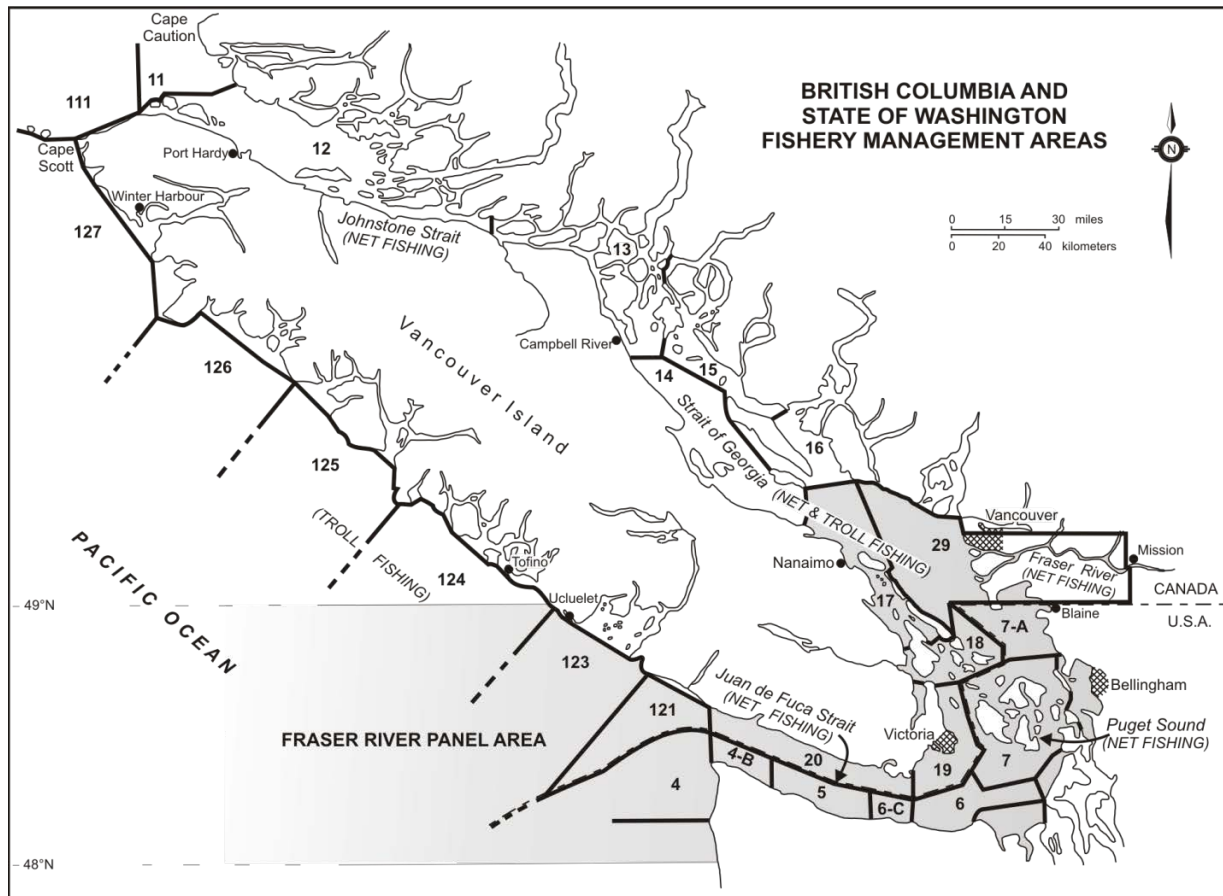 Cape
Caution
11
111
BRITISH COLUMBIA AND
STATE OF WASHINGTON
FISHERY MANAGEMENT AREAS
N
Cape
Scott
Port Hardy
12
Winter Harbour
127
Johnstone Strait
(NET FISHING)
13
0 15 30 miles
0 20 40 kilometers
Vancouver Island
Campbell River
126
14
15
Strait of Georgia
(NET & TROLL FISHING)
16
125
(TROLL FISHING)
PACIFIC OCEAN
124
Tofino
Ucluelet
Nanaimo
29
Vancouver
Fraser River
(NET FISHING)
Mission
CANADA
U.S.A.
49°N
17
Blaine
7-A
18
123
121
Juan de Fuca Strait
(NET FISHING)
Bellingham
FRASER RIVER PANEL AREA
Victoria
Puget Sound
(NET FISHING)
4
4-B
20
5
6-C
19
6
7
48°N